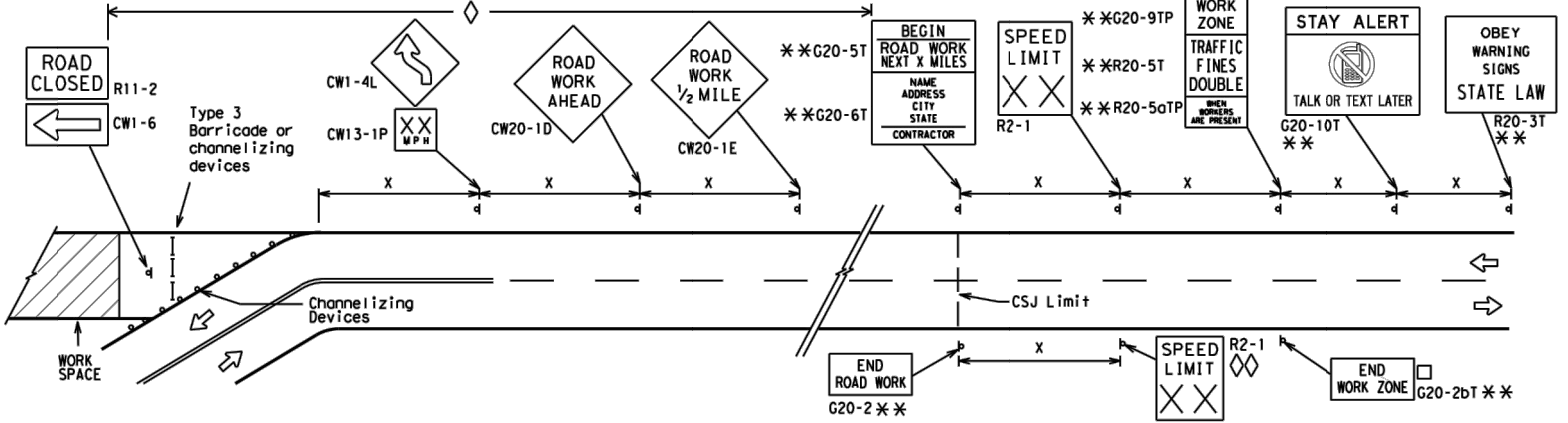 ROAD
CLOSED
R11-2
CW1-6
Type 3
Barricade or
channelizing
devices
CW1-4L
XX
MPH
CW13-1P
ROAD
WORK
AHEAD
CW20-1D
ROAD
WORK
1/2 MILE
CW20-1E
* *G20-5T
* *G20-6T
BEGIN
ROAD WORK
NEXT X MILES
NAME
ADDRESS
CITY
STATE
CONTRACTOR
SPEED
LIMIT
X X
R2-1
* *G20-9TP
* *R20-5T
* *R20-5aTP
WORK
ZONE
TRAFFIC
FINES
DOUBLE
WHEN
WORKERS
ARE PRESENT
STAY ALERT
TALK OR TEXT LATER
G20-10T
* *
OBEY
WARNING
SIGNS
STATE LAW
R20-3T
* *
X
X
X
X
X
X
X
Channelizing
Devices
CSJ Limit
WORK
SPACE
X
END
ROAD WORK
G20-2 * *
SPEED
LIMIT
X X
R2-1
END
WORK ZONE
G20-2bT * *